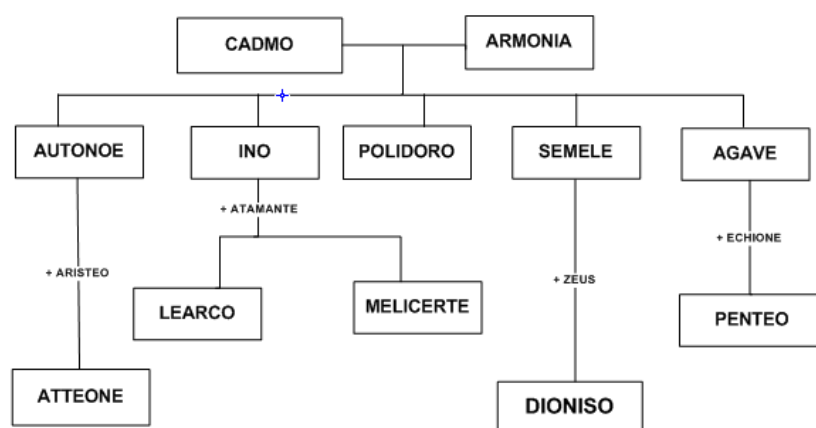 CADMO
ARMONIA
AUTONOE
INO
POLIDORO
SEMELE
AGAVE
+ ATAMANTE
+ ECHIONE
+ ARISTEO
+ ZEUS
LEARCO
MELICERTE
PENTEO
ATTEONE
DIONISO